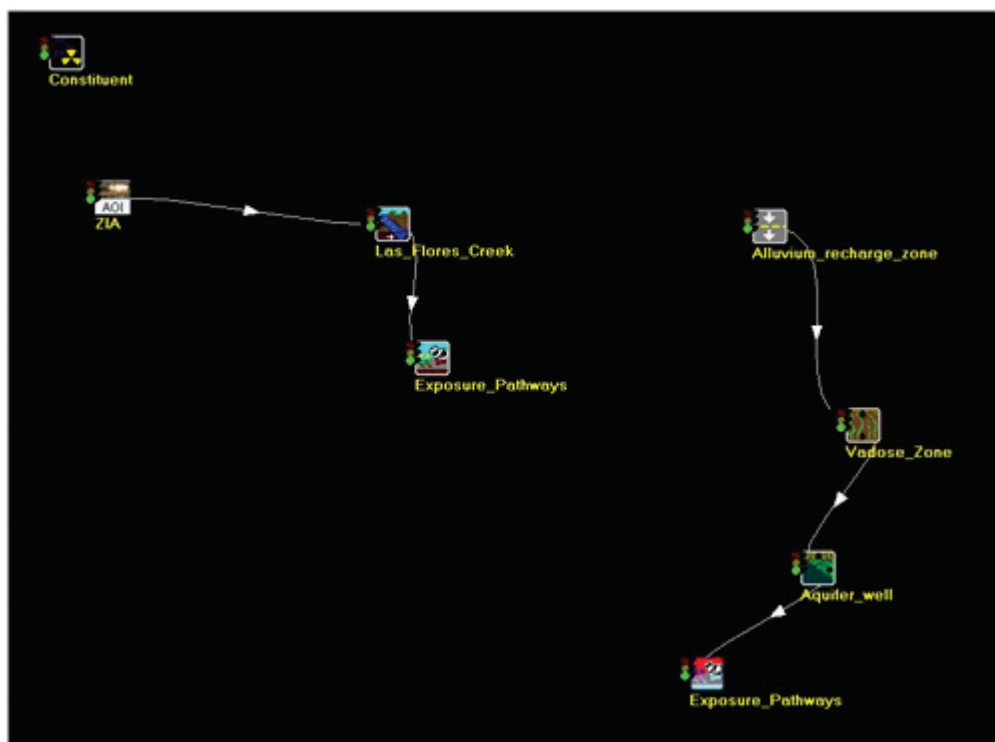 Constituent
AOI
ZIA
Las_Flores_Creek
Alluvium_recharge_zone
Exposure_Pathways
Vadose_Zone
Aquifer_well
Exposure_Pathways